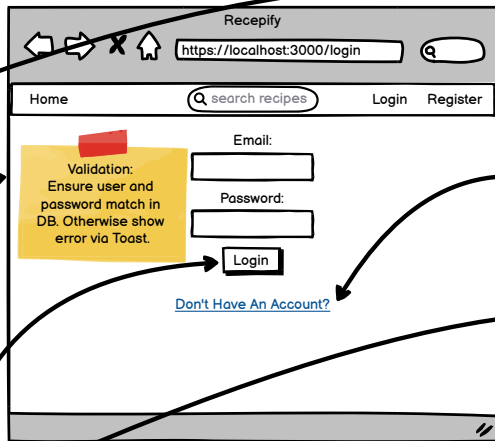 Recepify
https://localhost:3000/login
Home
search recipes
Login
Register
Email:
Validation:
Ensure user and
password match in
DB. Otherwise show
error via Toast.
Password:
Login
Don't Have An Account?